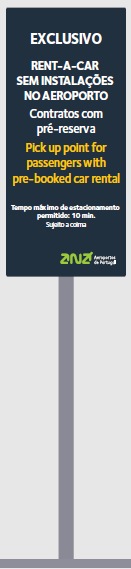 EXCLUSIVO
RENT-A-CAR
SEM INSTALAÇÕES
NO AEROPORTO
Contratos com
pré-reserva
Pick up point for
passengers with
pre-booked car rental
Tempo máximo de estacionamento
permitido: 10 min.
Sujeito a coima
ana Aeroportos
de Portugal